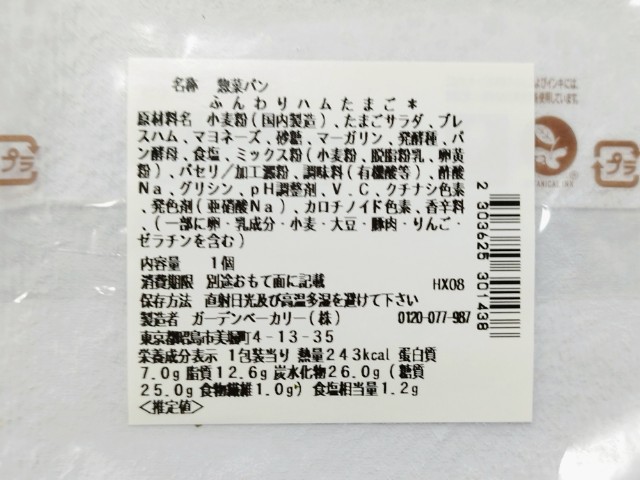 名称 惣菜パン
ふんわりハムたまご*
原材料名 小麦粉(国内製造)、たまごサラダ、プレ
スハム、マヨネーズ、砂糖、マーガリン、発酵種、パ
ン酵母、食塩、ミックス粉(小麦粉、脱脂粉乳、卵黄
粉)、パセリ/加工澱粉、調味料(有機酸等)、酢酸
Na、グリシン、pH調整剤、V.C、クチナシ色素
、発色剤(亜硝酸Na)、カロチノイド色素、香辛料
、(一部に卵・乳成分・小麦・大豆・豚肉・りんご・
ゼラチンを含む)
内容量 1個
消費期限 別途おもて面に記載 HX08
保存方法 直射日光及び高温多湿を避けて下さい
製造者 ガーデンベーカリー(株) 0120-077-987
東京都昭島市美堀町4-13-35
栄養成分表示 1包装当り 熱量243kcal 蛋白質
7.0g 脂質12.6g 炭水化物26.0g(糖質
25.0g 食物繊維1.0g) 食塩相当量1.2g
<推定値>
2 303625 301438
プラ
プラ